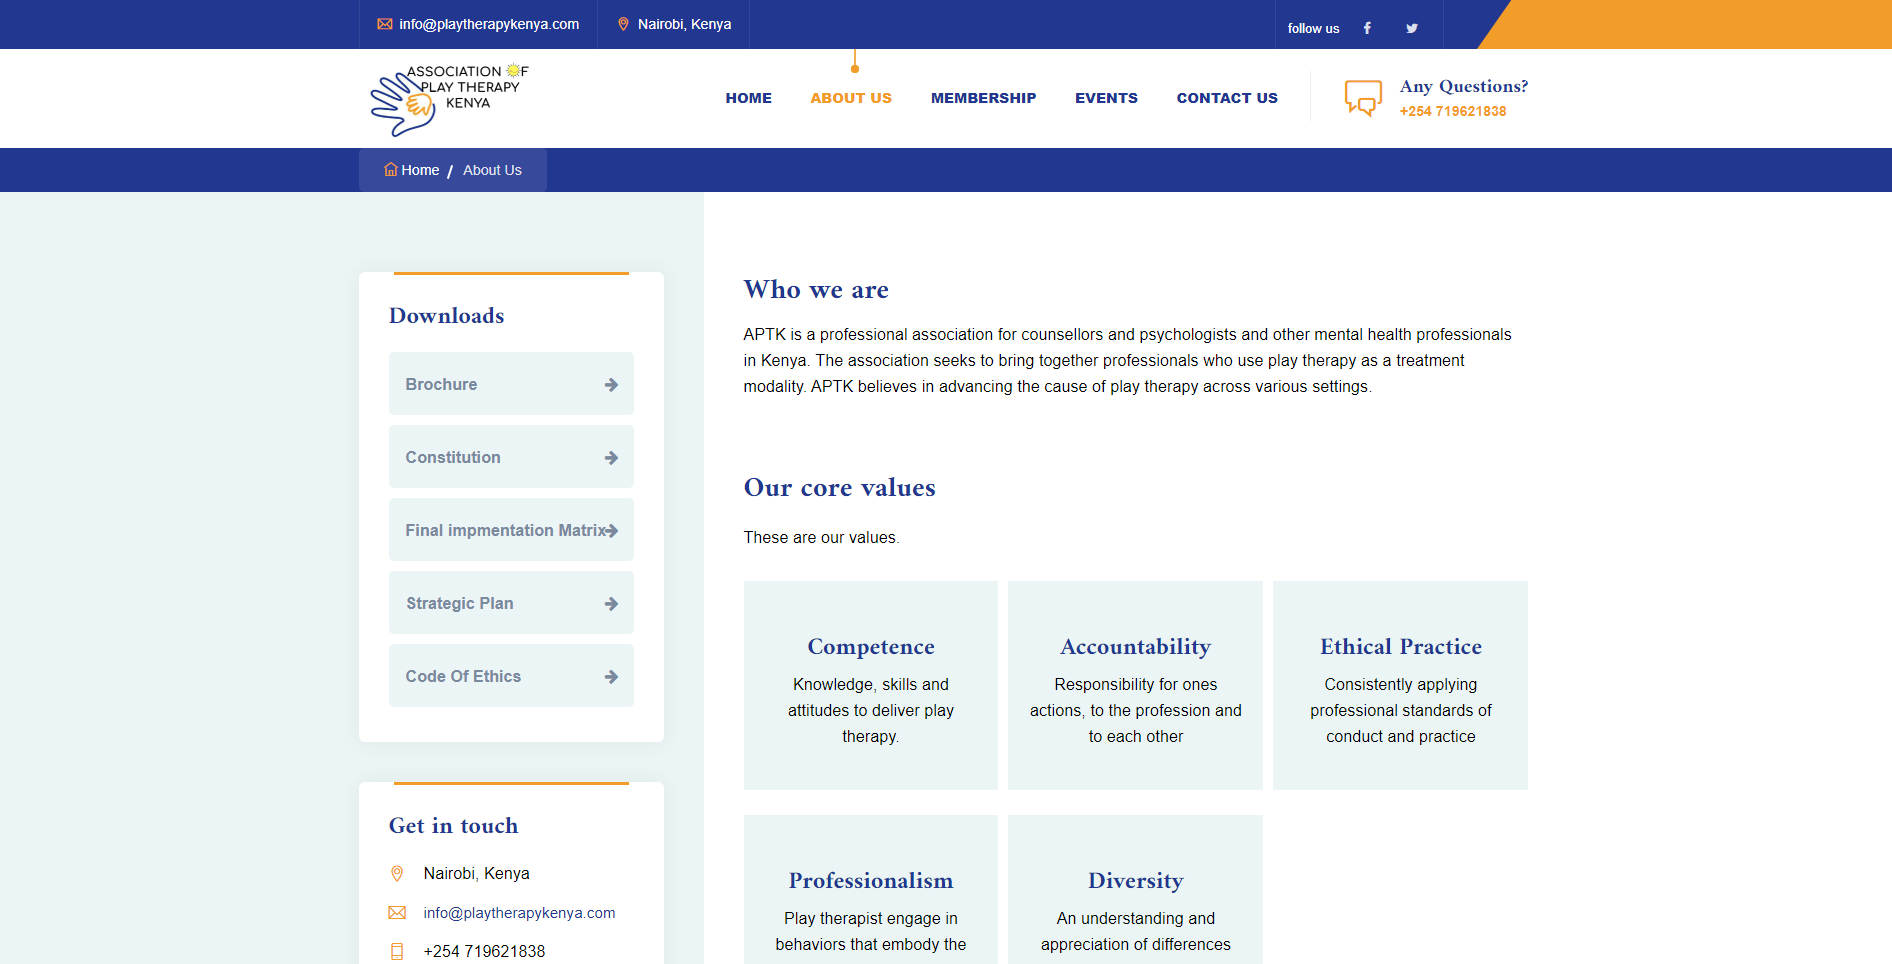 info@playtherapykenya.com
Nairobi, Kenya
follow us
ASSOCIATION OF
PLAY THERAPY
KENYA
HOME
ABOUT US
MEMBERSHIP
EVENTS
CONTACT US
Any Questions?
+254 719621838
Home / About Us
Downloads
Brochure
Constitution
Final impmentation Matrix
Strategic Plan
Code Of Ethics
Get in touch
Nairobi, Kenya
info@playtherapykenya.com
+254 719621838
Who we are
APTK is a professional association for counsellors and psychologists and other mental health professionals
in Kenya. The association seeks to bring together professionals who use play therapy as a treatment
modality. APTK believes in advancing the cause of play therapy across various settings.
Our core values
These are our values.
Competence
Knowledge, skills and
attitudes to deliver play
therapy.
Accountability
Responsibility for ones
actions, to the profession and
to each other
Ethical Practice
Consistently applying
professional standards of
conduct and practice
Professionalism
Play therapist engage in
behaviors that embody the
Diversity
An understanding and
appreciation of differences